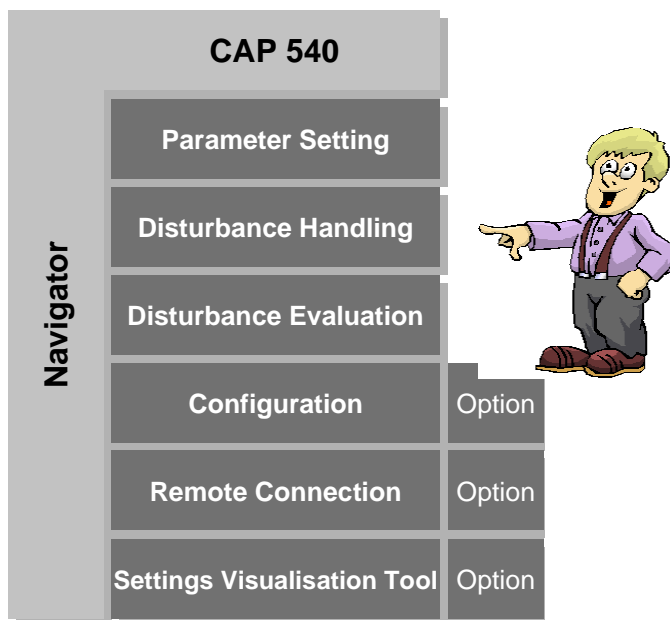 CAP 540
Navigator
Parameter Setting
Disturbance Handling
Disturbance Evaluation
Configuration Option
Remote Connection Option
Settings Visualisation Tool Option